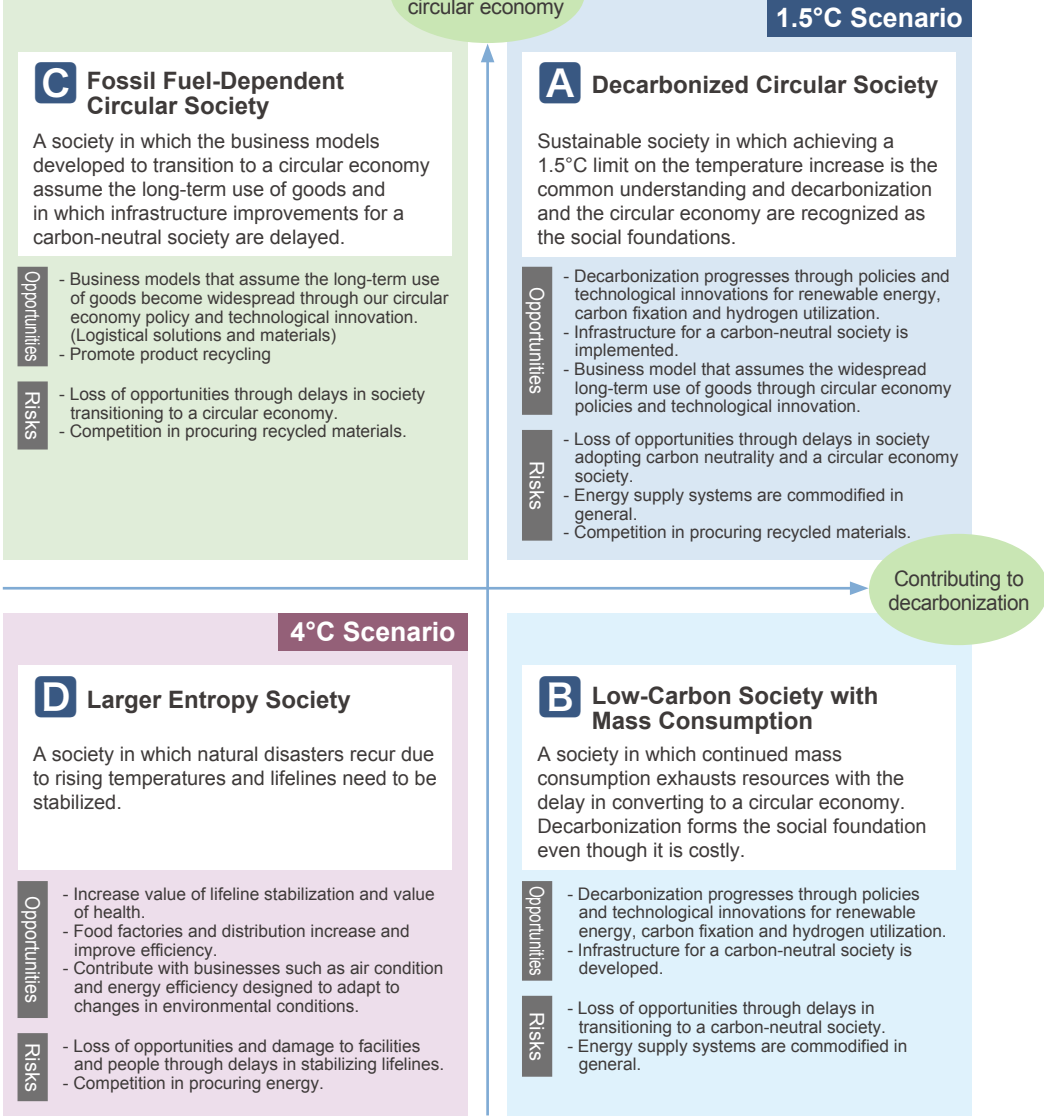 circular economy
1.5°C Scenario
C Fossil Fuel-Dependent
Circular Society
A society in which the business models
developed to transition to a circular economy
assume the long-term use of goods and
in which infrastructure improvements for a
carbon-neutral society are delayed.
Opportunities
- Business models that assume the long-term use
of goods become widespread through our circular
economy policy and technological innovation.
(Logistical solutions and materials)
- Promote product recycling
Risks
- Loss of opportunities through delays in society
transitioning to a circular economy.
- Competition in procuring recycled materials.
A Decarbonized Circular Society
Sustainable society in which achieving a
1.5°C limit on the temperature increase is the
common understanding and decarbonization
and the circular economy are recognized as
the social foundations.
Opportunities
- Decarbonization progresses through policies and
technological innovations for renewable energy,
carbon fixation and hydrogen utilization.
- Infrastructure for a carbon-neutral society is
implemented.
- Business model that assumes the widespread
long-term use of goods through circular economy
policies and technological innovation.
Risks
- Loss of opportunities through delays in society
adopting carbon neutrality and a circular economy
society.
- Energy supply systems are commodified in
general.
- Competition in procuring recycled materials.
Contributing to
decarbonization
4°C Scenario
D Larger Entropy Society
A society in which natural disasters recur due
to rising temperatures and lifelines need to be
stabilized.
Opportunities
- Increase value of lifeline stabilization and value
of health.
- Food factories and distribution increase and
improve efficiency.
- Contribute with businesses such as air condition
and energy efficiency designed to adapt to
changes in environmental conditions.
Risks
- Loss of opportunities and damage to facilities
and people through delays in stabilizing lifelines.
- Competition in procuring energy.
B Low-Carbon Society with
Mass Consumption
A society in which continued mass
consumption exhausts resources with the
delay in converting to a circular economy.
Decarbonization forms the social foundation
even though it is costly.
Opportunities
- Decarbonization progresses through policies
and technological innovations for renewable
energy, carbon fixation and hydrogen utilization.
- Infrastructure for a carbon-neutral society is
developed.
Risks
- Loss of opportunities through delays in
transitioning to a carbon-neutral society.
- Energy supply systems are commodified in
general.